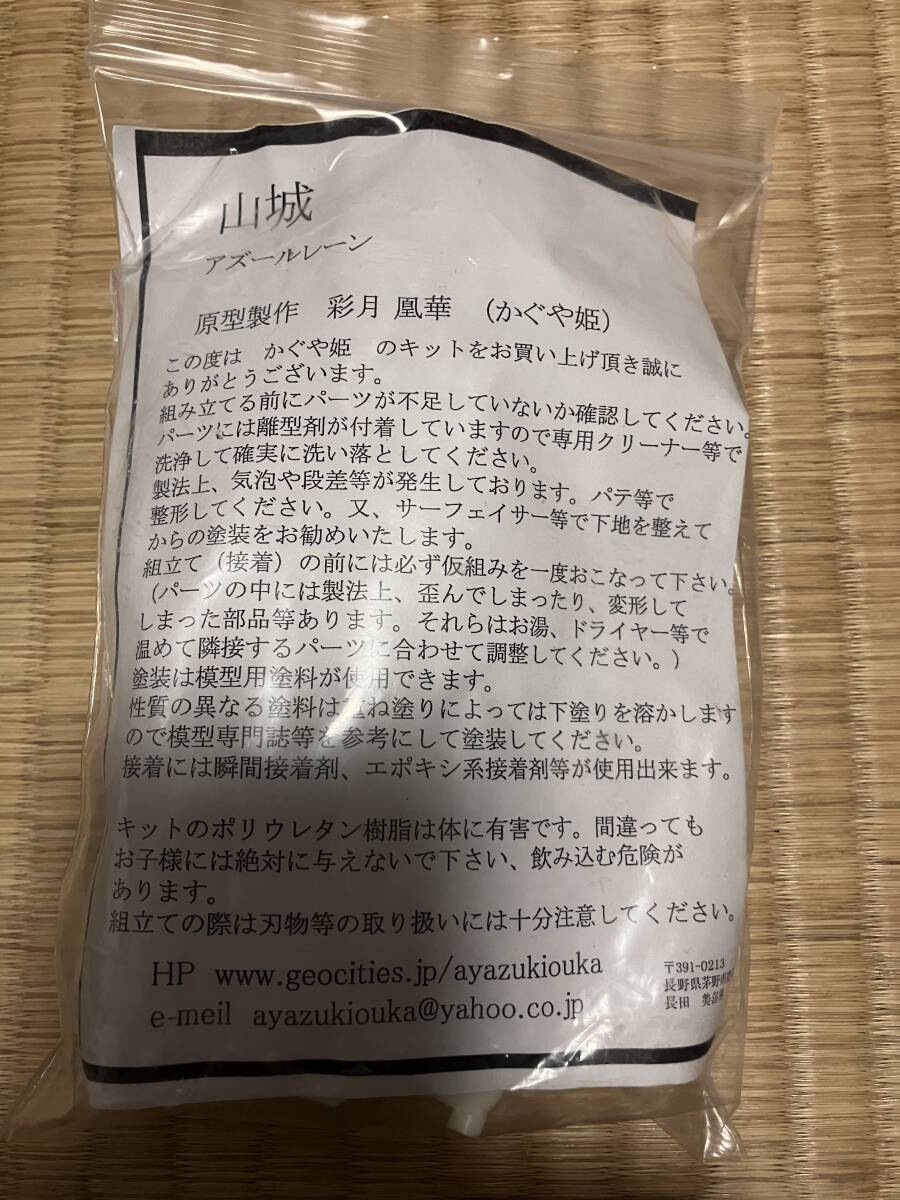 山城
アズールレーン
原型製作　彩月 凰華　(かぐや姫)
この度は　かぐや姫　のキットをお買い上げ頂き誠に
ありがとうございます。
組み立てる前にパーツが不足していないか確認してください。
パーツには離型剤が付着していますので専用クリーナー等で
洗浄して確実に洗い落としてください。
製法上、気泡や段差等が発生しております。パテ等で
整形してください。又、サーフェイサー等で下地を整えて
からの塗装をお勧めいたします。
組立て（接着）の前には必ず仮組みを一度おこなって下さい。
（パーツの中には製法上、歪んでしまったり、変形して
しまった部品等あります。それらはお湯、ドライヤー等で
温めて隣接するパーツに合わせて調整してください。）
塗装は模型用塗料が使用できます。
性質の異なる塗料は重ね塗りによっては下塗りを溶かします
ので模型専門誌等を参考にして塗装してください。
接着には瞬間接着剤、エポキシ系接着剤等が使用出来ます。
キットのポリウレタン樹脂は体に有害です。間違っても
お子様には絶対に与えないで下さい、飲み込む危険が
あります。
組立ての際は刃物等の取り扱いには十分注意してください。
HP www.geocities.jp/ayazukiouka
e-meil ayazukiouka@yahoo.co.jp
〒391-0213
長野県茅野市
長田 美